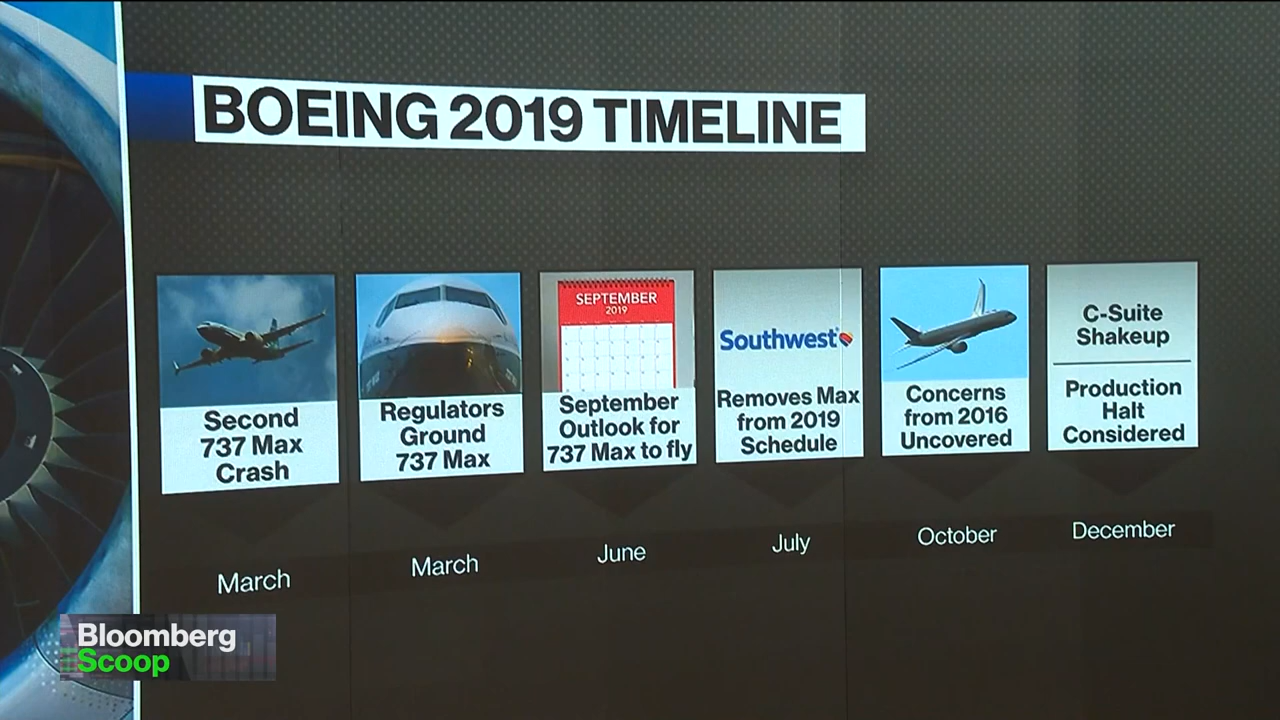 BOEING 2019 TIMELINE
SEPTEMBER
2019
Southwest
Second
737 Max
Crash
Regulators
Ground
737 Max
September
Outlook for
737 Max to fly
Removes Max
from 2019
Schedule
Concerns
from 2016
Uncovered
C-Suite
Shakeup
Production
Halt
Considered
March
March
June
July
October
December
Bloomberg
Scoop